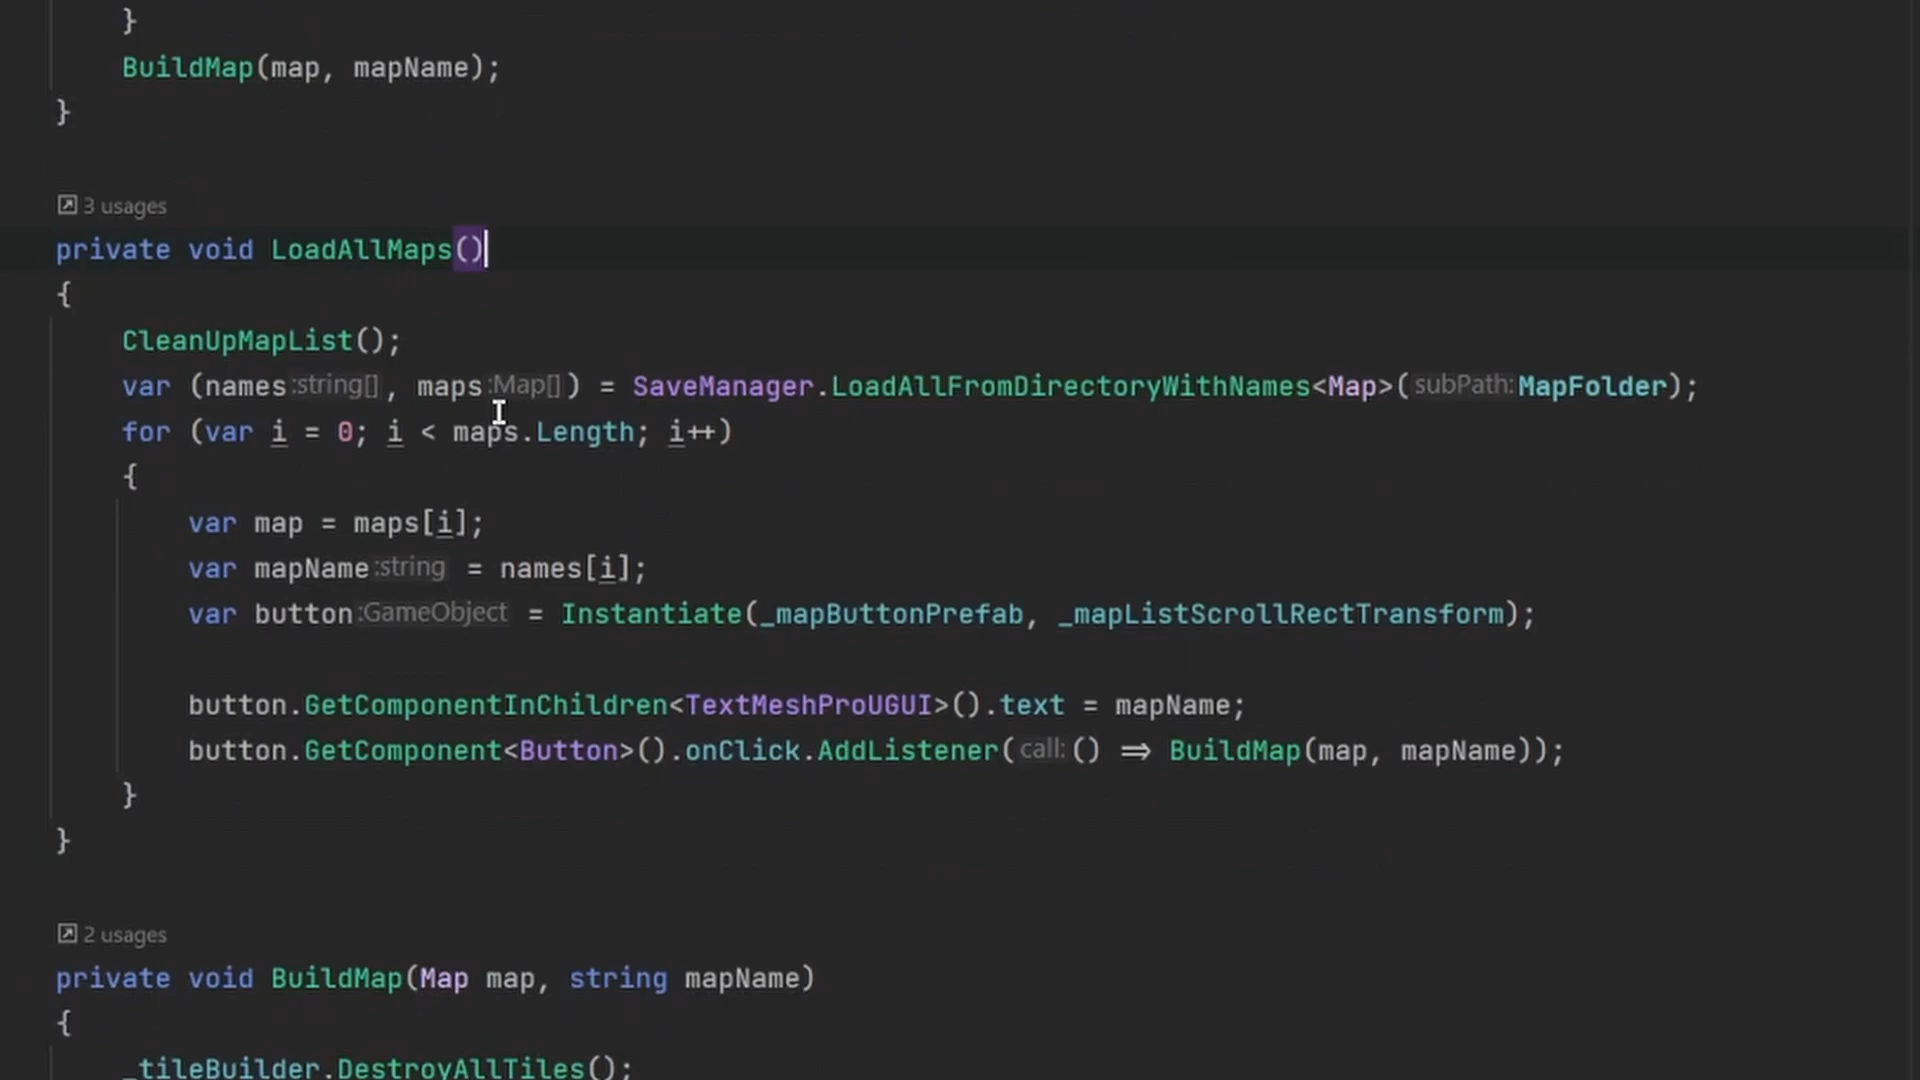 }
BuildMap(map, mapName);
}
3 usages
private void LoadAllMaps()
{
CleanUpMapList();
var (names :string[], maps :Map[]) = SaveManager.LoadAllFromDirectoryWithNames<Map>( subPath: MapFolder);
for (var i = 0; i < maps.Length; i++)
{
var map = maps[i];
var mapName :string = names[i];
var button :GameObject = Instantiate(_mapButtonPrefab, _mapListScrollRectTransform);
button.GetComponentInChildren<TextMeshProUGUI>().text = mapName;
button.GetComponent<Button>().onClick.AddListener( call: () => BuildMap(map, mapName));
}
}
2 usages
private void BuildMap(Map map, string mapName)
{
_tileBuilder.DestroyAllTiles();